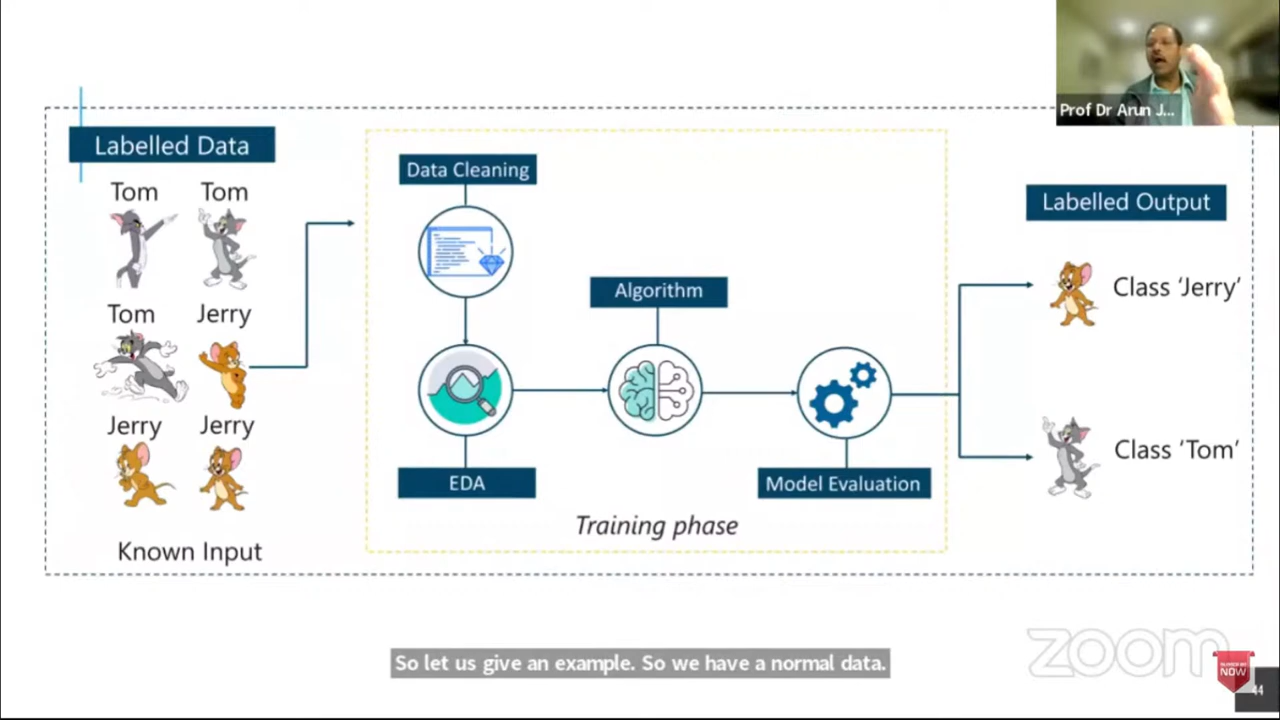 Prof Dr Arun J...
Labelled Data
Tom Tom
Tom Jerry
Jerry Jerry
Known Input
Data Cleaning
EDA
Algorithm
Model Evaluation
Training phase
Labelled Output
Class ‘Jerry’
Class ‘Tom’
So let us give an example. So we have a normal data.
zoom
NOW
44